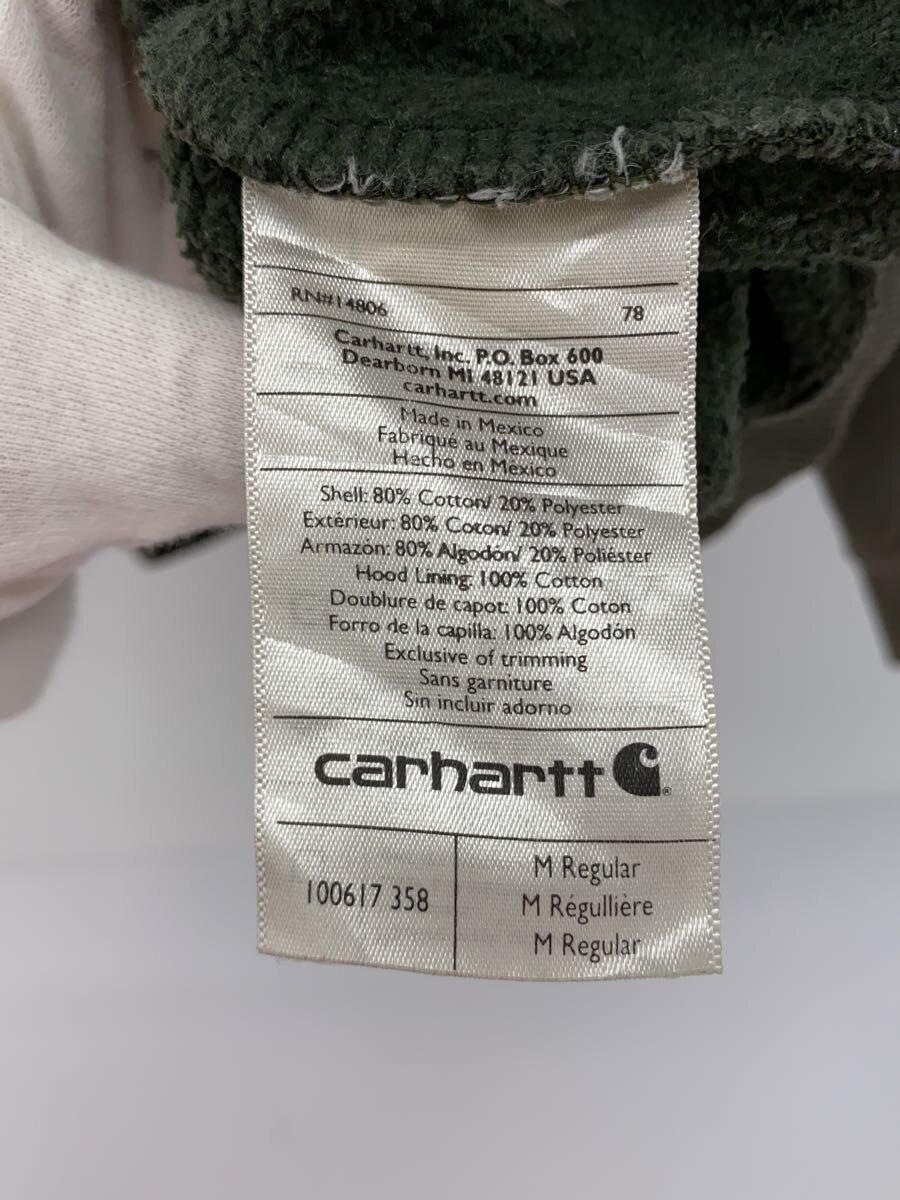 RN#14806 78
Carhartt, Inc. P.O. Box 600
Dearborn MI 48121 USA
carhartt.com
Made in Mexico
Fabrique au Mexique
Hecho en Mexico
Shell: 80% Cotton/ 20% Polyester
Extérieur: 80% Coton/ 20% Polyester
Armazón: 80% Algodón/ 20% Poliéster
Hood Lining: 100% Cotton
Doublure de capot: 100% Coton
Forro de la capilla: 100% Algodón
Exclusive of trimming
Sans garniture
Sin incluir adorno
carhartt
100617 358
M Regular
M Régullière
M Regular